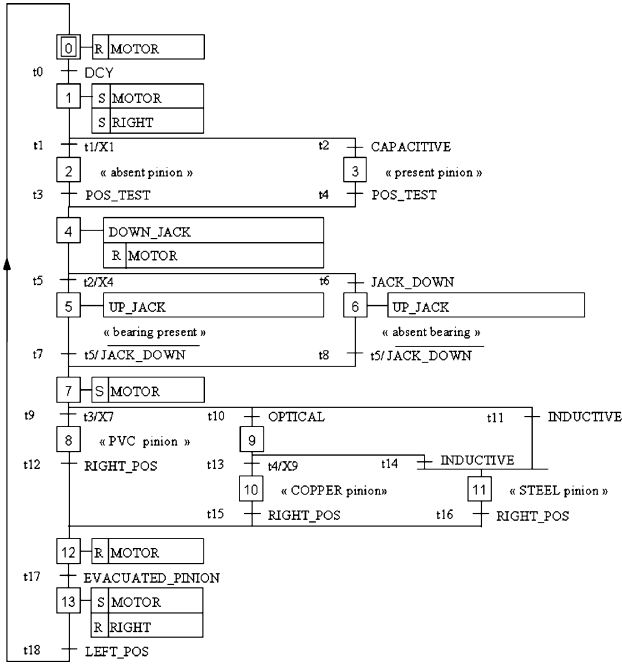 0 R MOTOR
t0 DCY
1 S MOTOR
S RIGHT
t1 t1/X1 t2 CAPACITIVE
2 « absent pinion » 3 « present pinion »
t3 POS_TEST t4 POS_TEST
4 DOWN_JACK
R MOTOR
t5 t2/X4 t6 JACK_DOWN
5 UP_JACK 6 UP_JACK
« bearing present » « absent bearing »
t7 t5/JACK_DOWN t8 t5/JACK_DOWN
7 S MOTOR
t9 t3/X7 t10 OPTICAL t11 INDUCTIVE
8 « PVC pinion » 9
t12 RIGHT_POS t13 t4/X9 t14 INDUCTIVE
10 « COPPER pinion» 11 « STEEL pinion»
t15 RIGHT_POS t16 RIGHT_POS
12 R MOTOR
t17 EVACUATED_PINION
13 S MOTOR
R RIGHT
t18 LEFT_POS